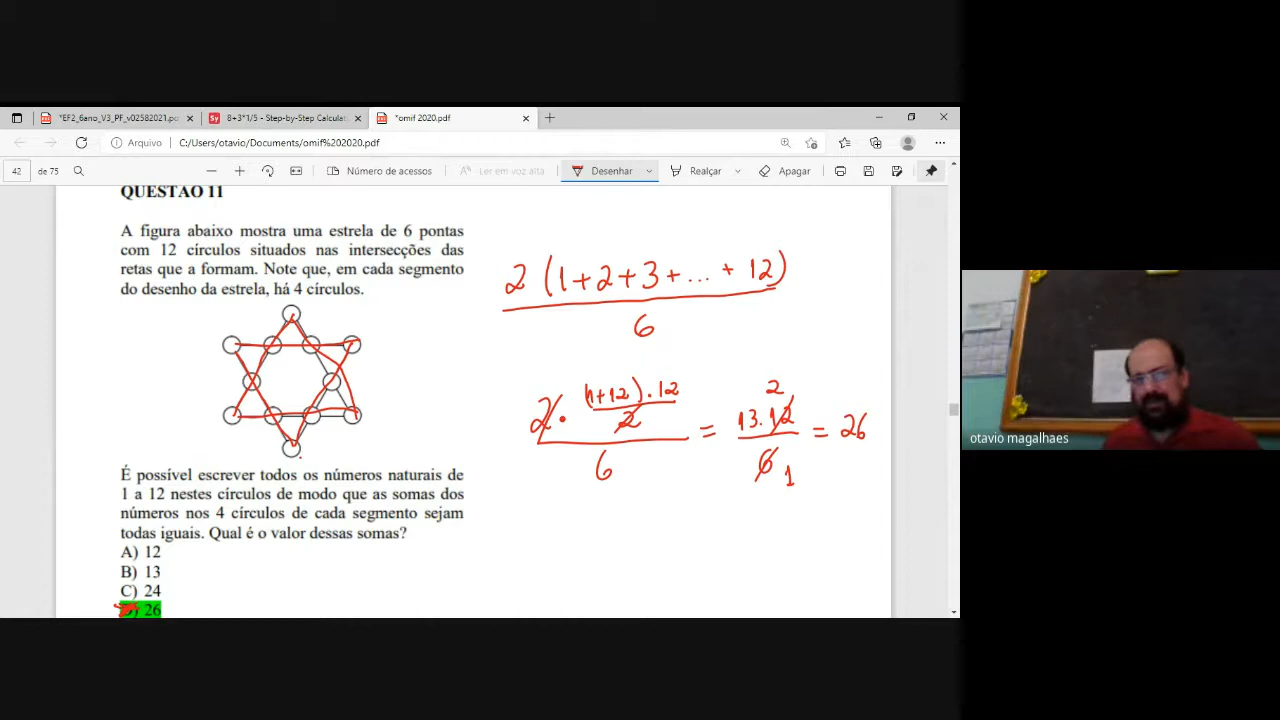 *EF2_6ano_V3_PF_v02582021.po
8+3*1/5 - Step-by-Step Calculat
*omif 2020.pdf
Arquivo
C:/Users/otavio/Documents/omif%202020.pdf
42 de 75
Número de acessos
Ler em voz alta
Desenhar
Realçar
Apagar
QUESTAO 11
A figura abaixo mostra uma estrela de 6 pontas
com 12 círculos situados nas intersecções das
retas que a formam. Note que, em cada segmento
do desenho da estrela, há 4 círculos.
2 (1+2+3+...+12)
6
2 · (1+12).12
2
6
=
13.12
6
2
1
= 26
É possível escrever todos os números naturais de
1 a 12 nestes círculos de modo que as somas dos
números nos 4 círculos de cada segmento sejam
todas iguais. Qual é o valor dessas somas?
A) 12
B) 13
C) 24
D) 26
otavio magalhaes